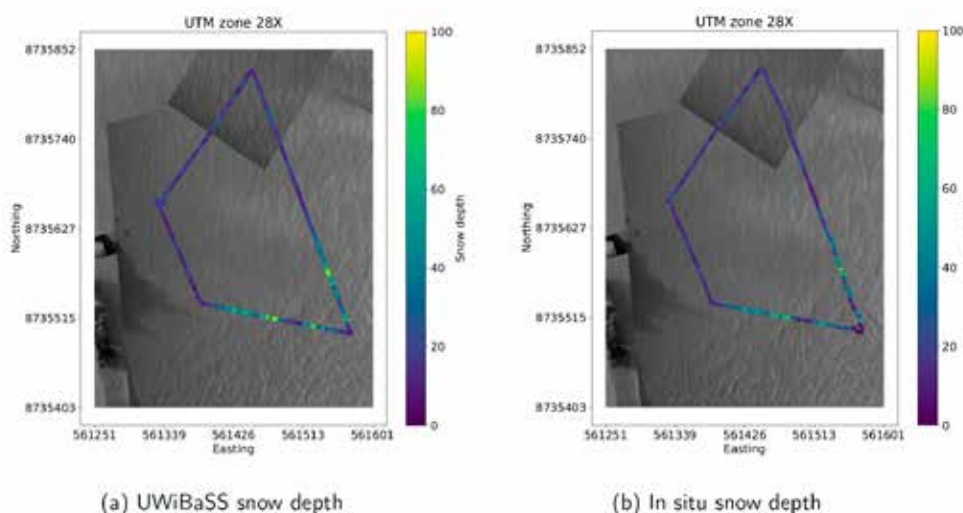 UTM zone 28X
8735852
8735740
8735627
8735515
8735403
Northing
561251 561339 561426 561513 561601
Easting
100
80
60
40
20
0
Snow depth
(a) UWiBaSS snow depth
UTM zone 28X
8735852
8735740
8735627
8735515
8735403
Northing
561251 561339 561426 561513 561601
Easting
100
80
60
40
20
0
Snow depth
(b) In situ snow depth